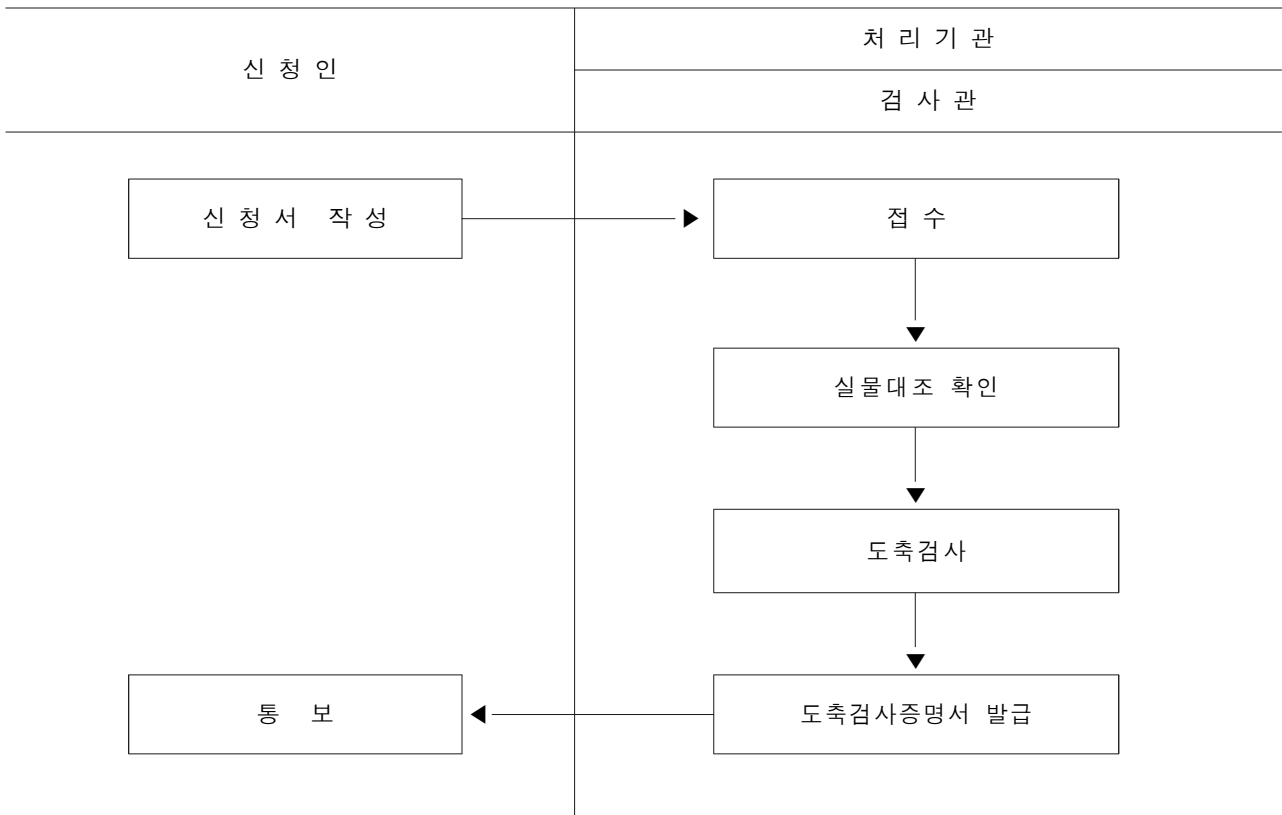 신 청 인
처 리 기 관
검 사 관
신 청 서 작 성
접 수
실물대조 확인
도축검사
통 보
도축검사증명서 발급